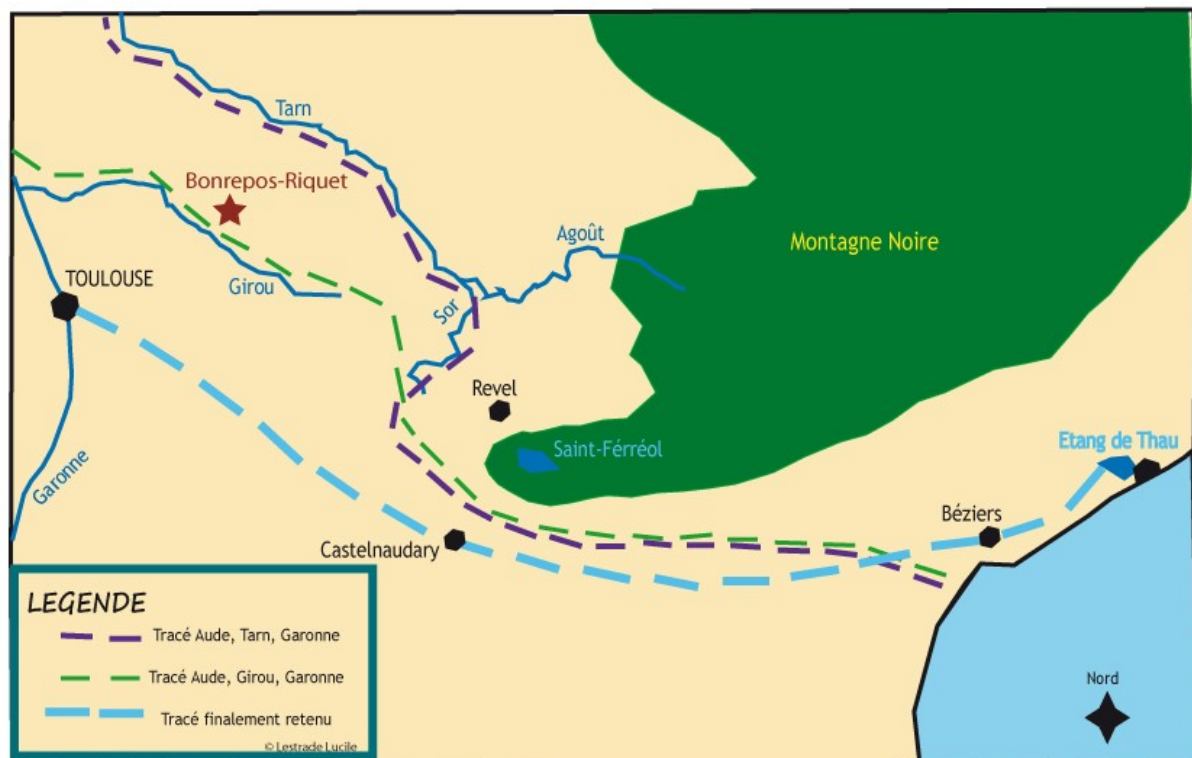 Tarn
Bonrepos-Riquet
Agoût
Montagne Noire
TOULOUSE
Girou
Sor
Revel
Saint-Férréol
Etang de Thau
Garonne
Béziers
Castelnaudary
LEGENDE
Tracé Aude, Tarn, Garonne
Tracé Aude, Girou, Garonne
Tracé finalement retenu
© Lestrade Lucile
Nord